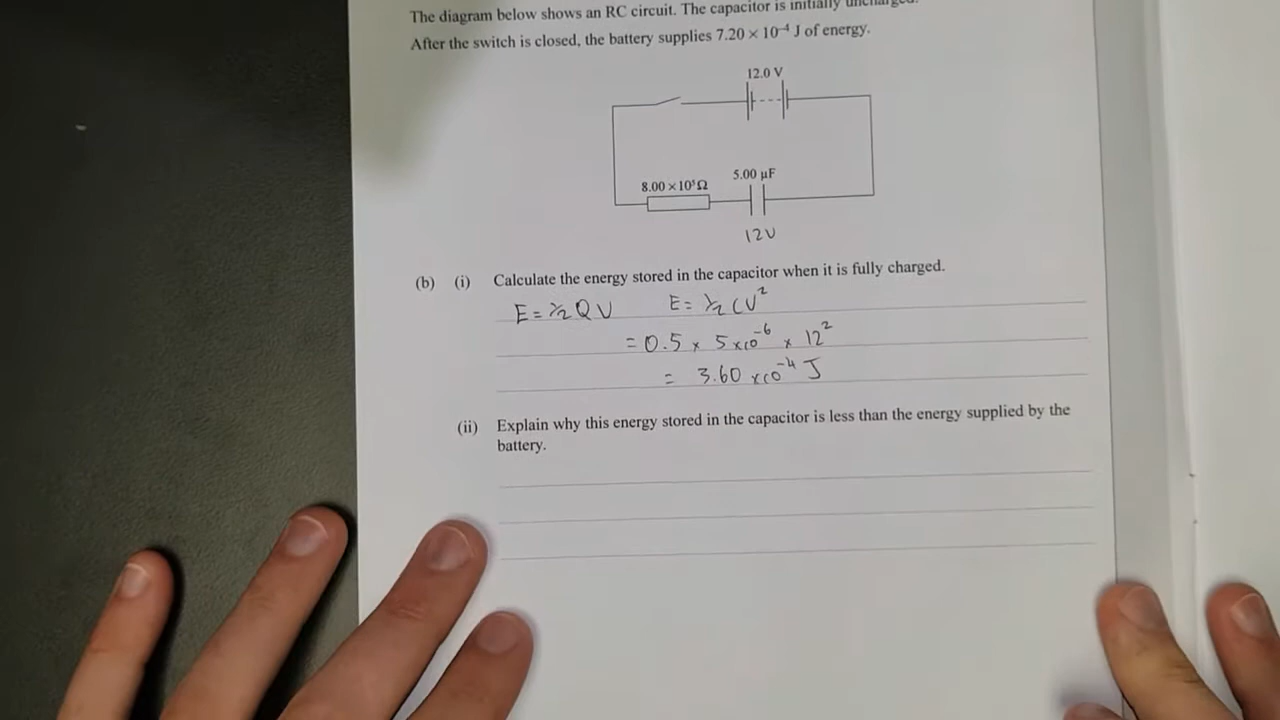 The diagram below shows an RC circuit. The capacitor is initially uncharged.
After the switch is closed, the battery supplies 7.20 × 10⁻⁴ J of energy.
12.0 V
8.00 × 10⁵ Ω
5.00 µF
12V
(b) (i) Calculate the energy stored in the capacitor when it is fully charged.
E = ½QV E = ½CV²
= 0.5 × 5×10⁻⁶ × 12²
= 3.60 ×10⁻⁴ J
(ii) Explain why this energy stored in the capacitor is less than the energy supplied by the
battery.